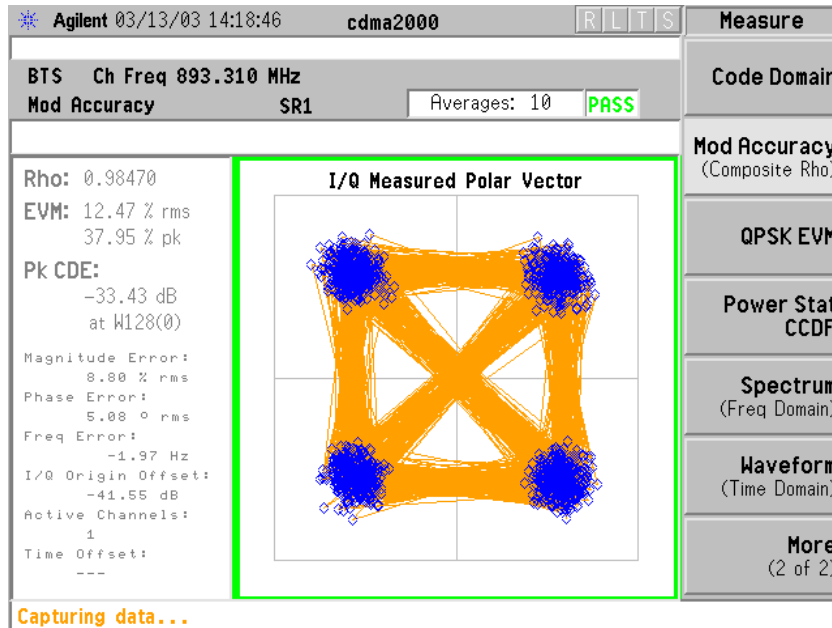 Agilent 03/13/03 14:18:46 cdma2000 R L T S Measure
BTS Ch Freq 893.310 MHz
Mod Accuracy SR1 Averages: 10 PASS
Code Domain
Mod Accuracy
(Composite Rho)
QPSK EVM
Power Stat
CCDF
Spectrum
(Freq Domain)
Waveform
(Time Domain)
More
(2 of 2)
Rho: 0.98470
EVM: 12.47 % rms
37.95 % pk
Pk CDE:
-33.43 dB
at W128(0)
Magnitude Error:
8.80 % rms
Phase Error:
5.08 º rms
Freq Error:
-1.97 Hz
I/Q Origin Offset:
-41.55 dB
Active Channels:
1
Time Offset:
---
I/Q Measured Polar Vector
Capturing data...